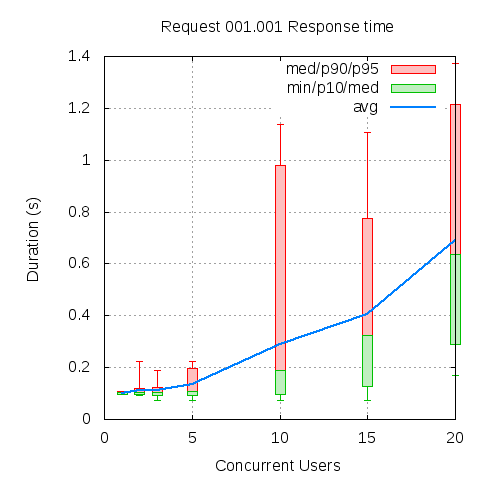 Request 001.001 Response time
med/p90/p95
min/p10/med
avg
Duration (s)
1.4
1.2
1
0.8
0.6
0.4
0.2
0
0 5 10 15 20
Concurrent Users